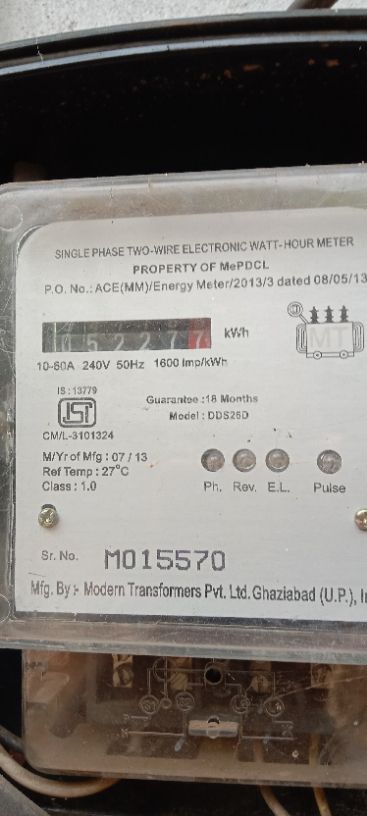 SINGLE PHASE TWO-WIRE ELECTRONIC WATT-HOUR METER
PROPERTY OF MePDCL
P.O. No.: ACE(MM)/Energy Meter/2013/3 dated 08/05/13
05227 7 kWh
MT
10-60A 240V 50Hz 1600 imp/kWh
IS : 13779
Guarantee :18 Months
ISI
Model : DDS26D
CM/L-3101324
M/Yr of Mfg : 07 / 13
Ref Temp : 27°C
Class : 1.0
Ph. Rev. E.L. Pulse
Sr. No. M015570
Mfg. By :- Modern Transformers Pvt. Ltd. Ghaziabad (U.P.),